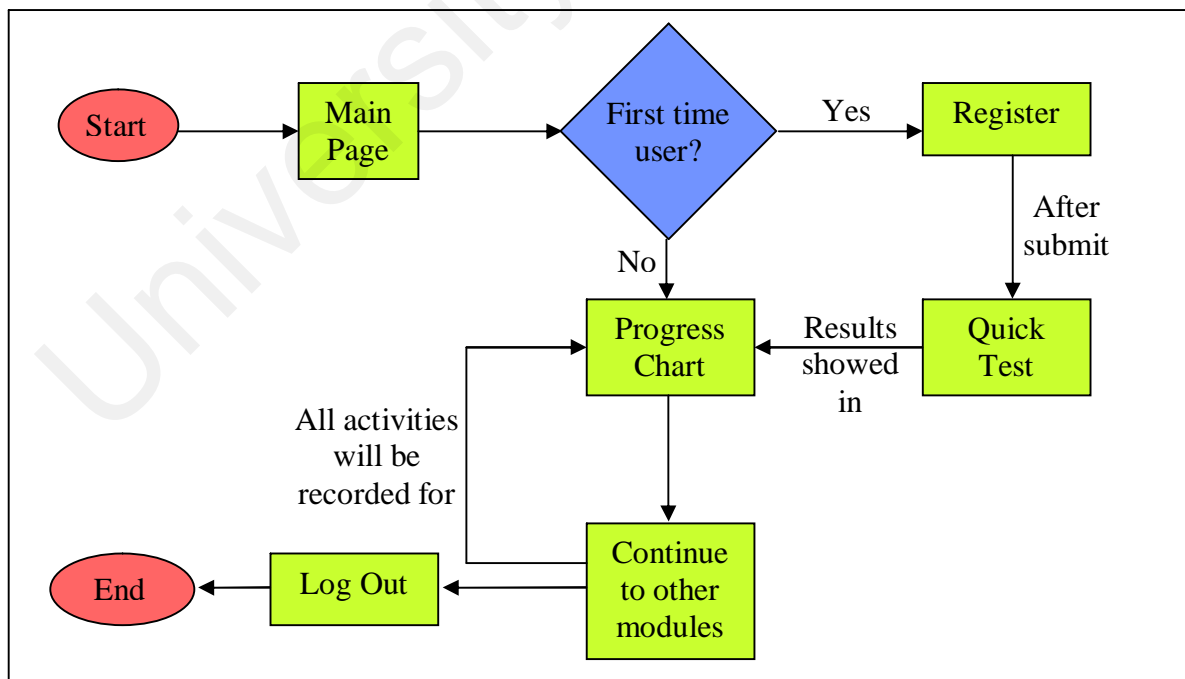 University
Start
Main
Page
First time
user?
Yes
Register
After
submit
No
Progress
Chart
Results
showed
in
Quick
Test
All activities
will be
recorded for
Continue
to other
modules
Log Out
End